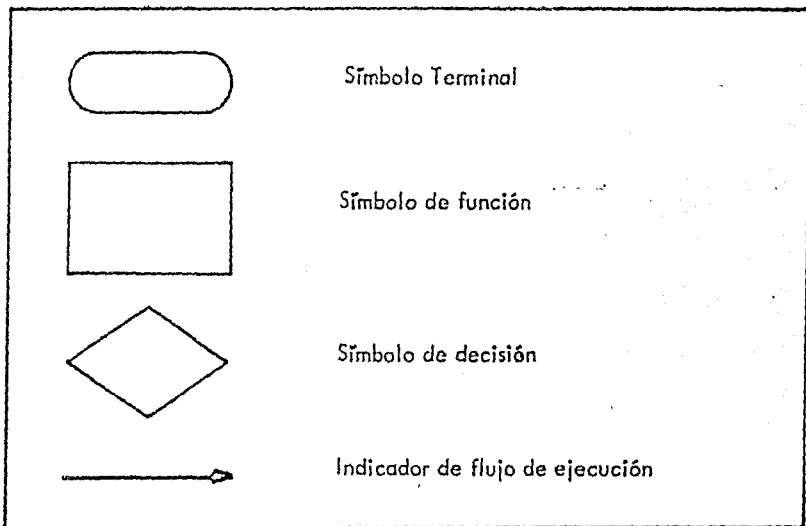 Símbolo Terminal
Símbolo de función
Símbolo de decisión
Indicador de flujo de ejecución